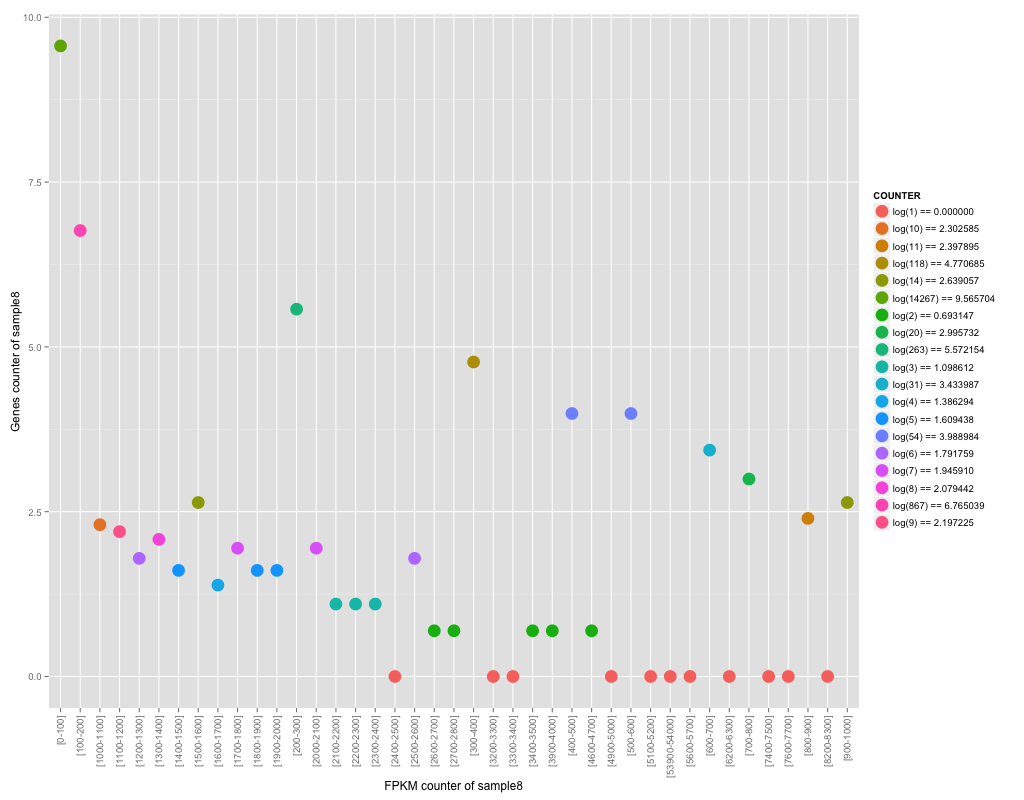 10.0
7.5
5.0
2.5
0.0
Genes counter of sample8
[0-100]
[100-200]
[1000-1100]
[1100-1200]
[1200-1300]
[1300-1400]
[1400-1500]
[1500-1600]
[1600-1700]
[1700-1800]
[1800-1900]
[1900-2000]
[200-300]
[2000-2100]
[2100-2200]
[2200-2300]
[2300-2400]
[2400-2500]
[2500-2600]
[2600-2700]
[2700-2800]
[300-400]
[3200-3300]
[3300-3400]
[3400-3500]
[3900-4000]
[400-500]
[4600-4700]
[4900-5000]
[500-600]
[5100-5200]
[53900-54000]
[5600-5700]
[600-700]
[6200-6300]
[700-800]
[7400-7500]
[7600-7700]
[800-900]
[8200-8300]
[900-1000]
FPKM counter of sample8
COUNTER
log(1) == 0.000000
log(10) == 2.302585
log(11) == 2.397895
log(118) == 4.770685
log(14) == 2.639057
log(14267) == 9.565704
log(2) == 0.693147
log(20) == 2.995732
log(263) == 5.572154
log(3) == 1.098612
log(31) == 3.433987
log(4) == 1.386294
log(5) == 1.609438
log(54) == 3.988984
log(6) == 1.791759
log(7) == 1.945910
log(8) == 2.079442
log(867) == 6.765039
log(9) == 2.197225